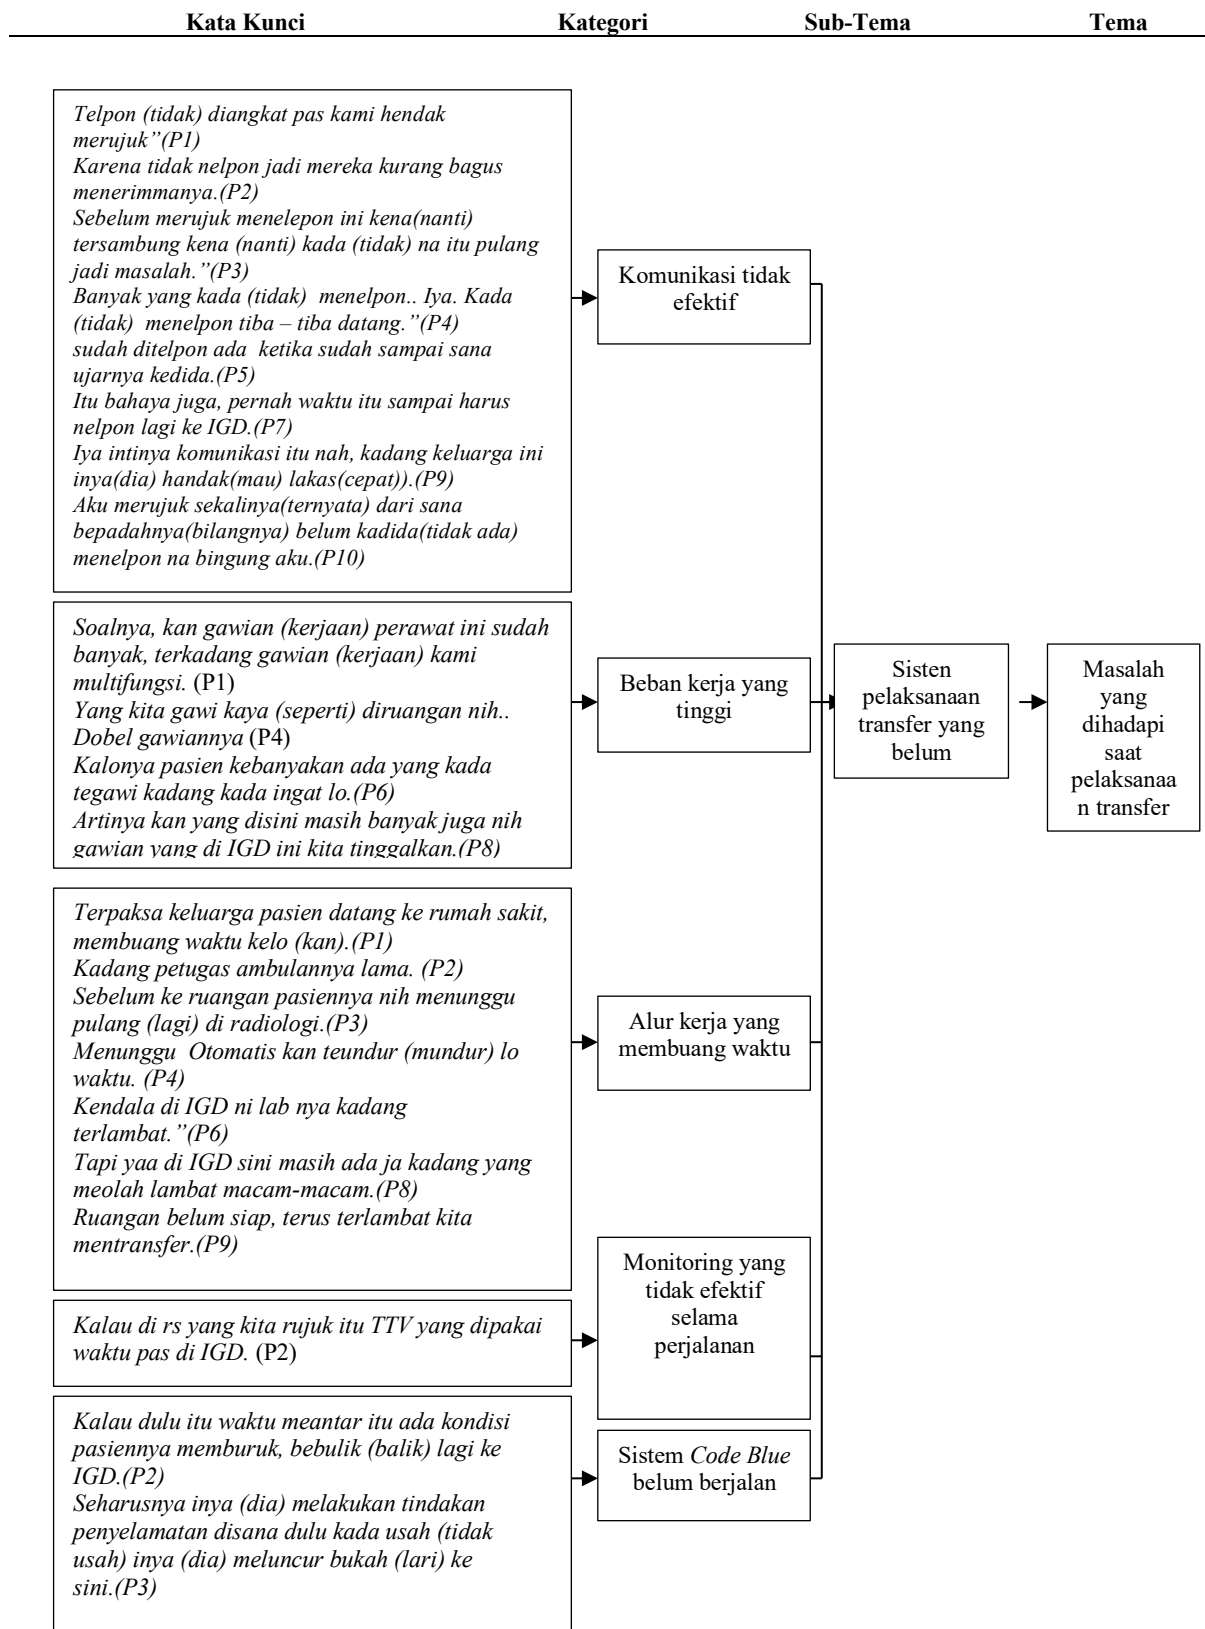 Kata Kunci Kategori Sub-Tema Tema
Telpon (tidak) diangkat pas kami hendak
merujuk”(P1)
Karena tidak nelpon jadi mereka kurang bagus
menerimmanya.(P2)
Sebelum merujuk menelepon ini kena(nanti)
tersambung kena (nanti) kada (tidak) na itu pulang
jadi masalah.”(P3)
Banyak yang kada (tidak) menelpon.. Iya. Kada
(tidak) menelpon tiba – tiba datang.”(P4)
sudah ditelpon ada ketika sudah sampai sana
ujarnya kedida.(P5)
Itu bahaya juga, pernah waktu itu sampai harus
nelpon lagi ke IGD.(P7)
Iya intinya komunikasi itu nah, kadang keluarga ini
inya(dia) handak(mau) lakas(cepat)).(P9)
Aku merujuk sekalinya(ternyata) dari sana
bepadahnya(bilangnya) belum kadida(tidak ada)
menelpon na bingung aku.(P10)
Komunikasi tidak
efektif
Soalnya, kan gawian (kerjaan) perawat ini sudah
banyak, terkadang gawian (kerjaan) kami
multifungsi. (P1)
Yang kita gawi kaya (seperti) diruangan nih..
Dobel gawiannya (P4)
Kalonya pasien kebanyakan ada yang kada
tegawi kadang kada ingat lo.(P6)
Artinya kan yang disini masih banyak juga nih
gawian yang di IGD ini kita tinggalkan.(P8)
Beban kerja yang
tinggi
Sisten
pelaksanaan
transfer yang
belum
Masalah
yang
dihadapi
saat
pelaksanaa
n transfer
Terpaksa keluarga pasien datang ke rumah sakit,
membuang waktu kelo (kan).(P1)
Kadang petugas ambulannya lama. (P2)
Sebelum ke ruangan pasiennya nih menunggu
pulang (lagi) di radiologi.(P3)
Menunggu Otomatis kan teundur (mundur) lo
waktu. (P4)
Kendala di IGD ni lab nya kadang
terlambat.”(P6)
Tapi yaa di IGD sini masih ada ja kadang yang
meolah lambat macam-macam.(P8)
Ruangan belum siap, terus terlambat kita
mentransfer.(P9)
Alur kerja yang
membuang waktu
Kalau di rs yang kita rujuk itu TTV yang dipakai
waktu pas di IGD. (P2)
Monitoring yang
tidak efektif
selama
perjalanan
Kalau dulu itu waktu meantar itu ada kondisi
pasiennya memburuk, bebulik (balik) lagi ke
IGD.(P2)
Seharusnya inya (dia) melakukan tindakan
penyelamatan disana dulu kada usah (tidak
usah) inya (dia) meluncur bukah (lari) ke
sini.(P3)
Sistem Code Blue
belum berjalan